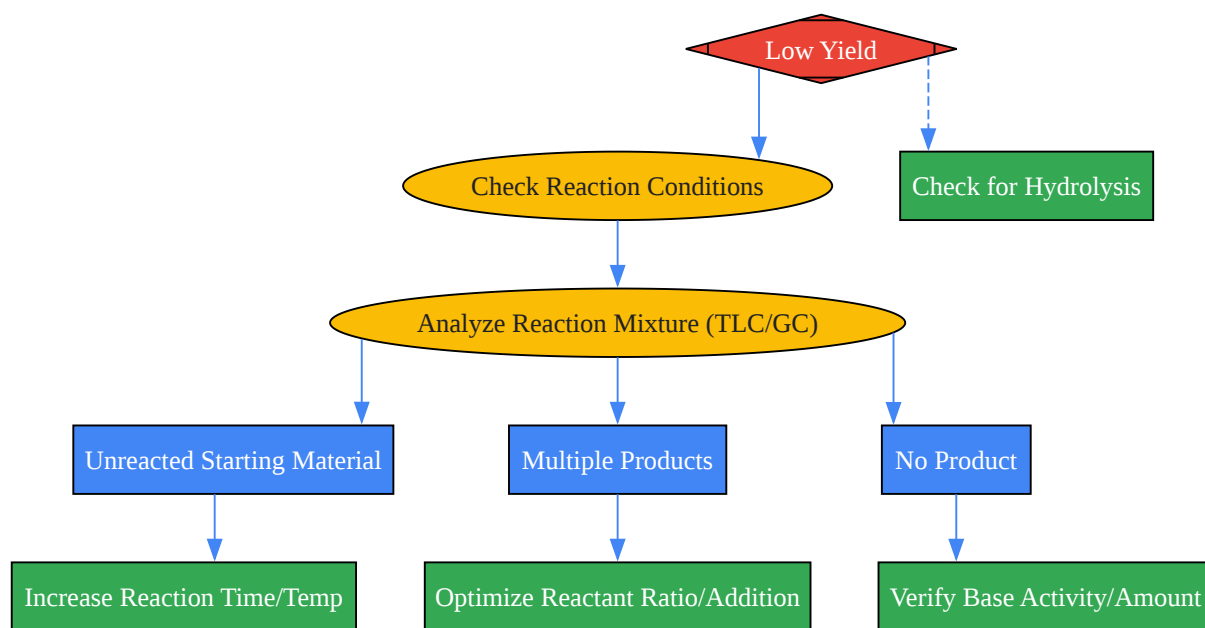 Low Yield
Check Reaction Conditions
Check for Hydrolysis
Analyze Reaction Mixture (TLC/GC)
Unreacted Starting Material
Multiple Products
No Product
Increase Reaction Time/Temp
Optimize Reactant Ratio/Addition
Verify Base Activity/Amount